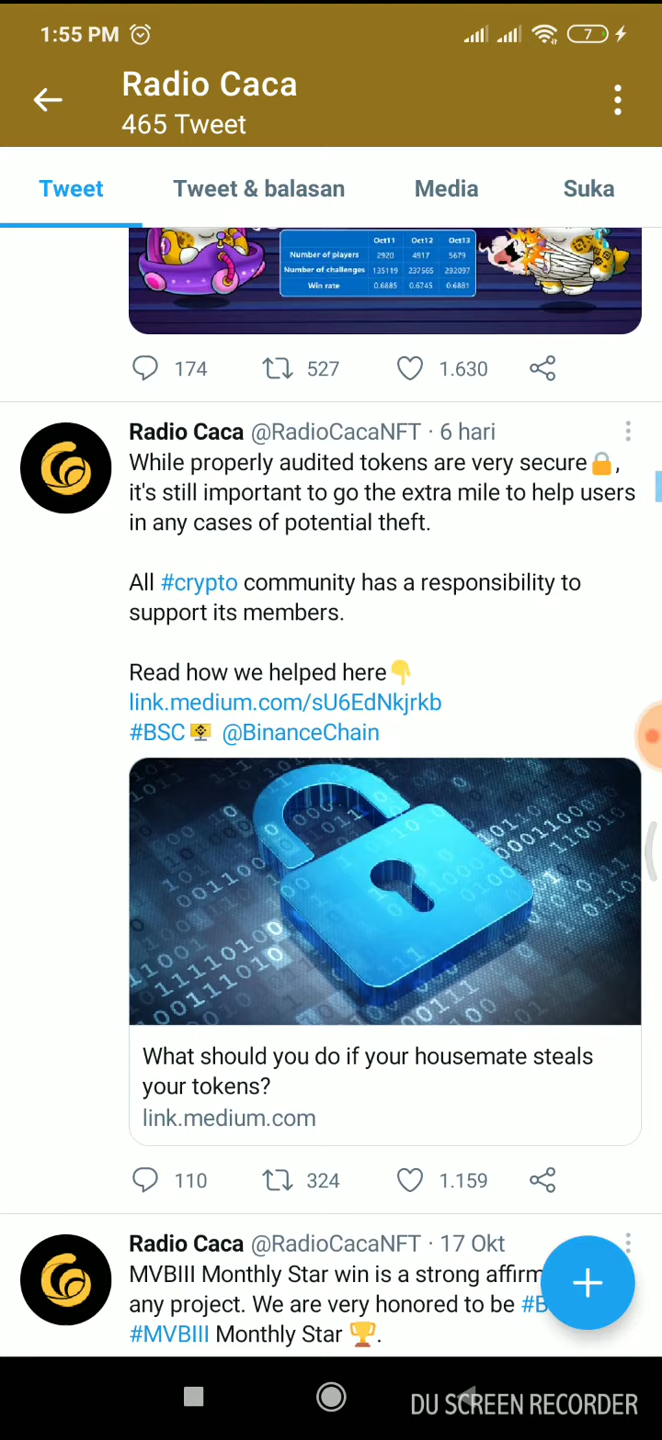 1:55 PM
7
Radio Caca
465 Tweet
Tweet Tweet & balasan Media Suka
Oct11 Oct12 Oct13
Number of players 2920 4917 5679
Number of challenges 135119 237565 292097
Win rate 0.6885 0.6745 0.6881
174 527 1.630
Radio Caca @RadioCacaNFT · 6 hari
While properly audited tokens are very secure🔒,
it's still important to go the extra mile to help users
in any cases of potential theft.
All #crypto community has a responsibility to
support its members.
Read how we helped here👇
link.medium.com/sU6EdNkjrkb
#BSC @BinanceChain
What should you do if your housemate steals
your tokens?
link.medium.com
110 324 1.159
Radio Caca @RadioCacaNFT · 17 Okt
MVBIII Monthly Star win is a strong affirm
any project. We are very honored to be #B
#MVBIII Monthly Star 🏆.
DU SCREEN RECORDER